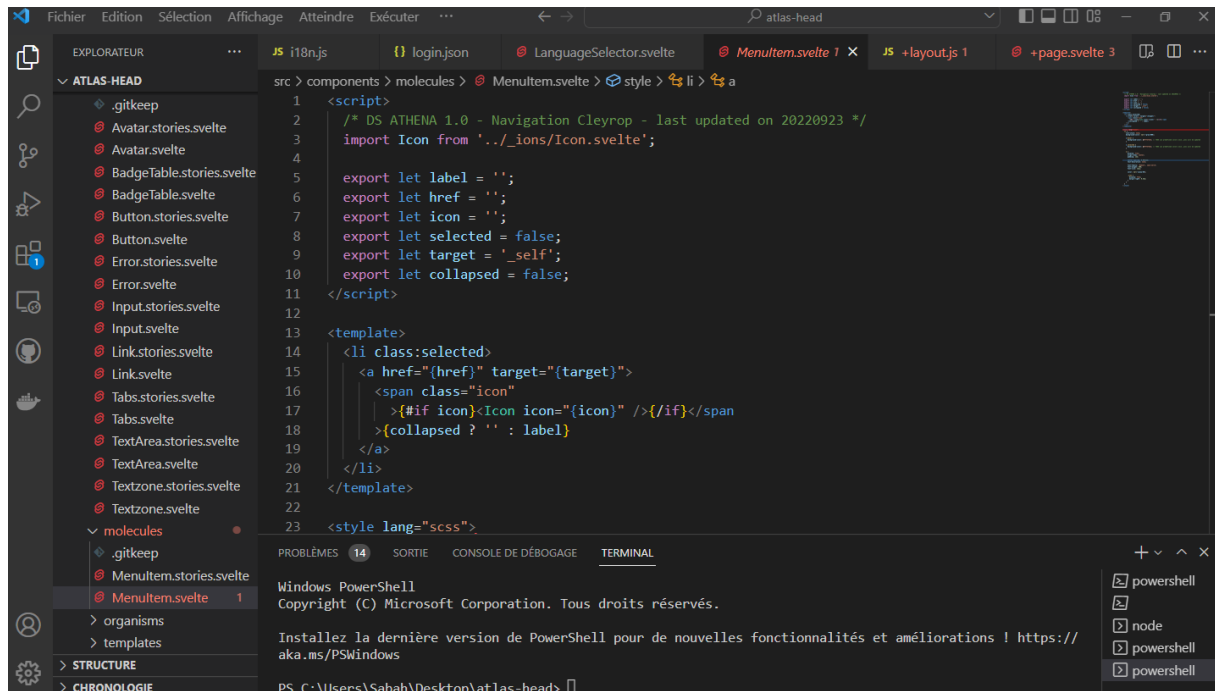 Fichier Edition Sélection Affichage Atteindre Exécuter ··· ← → atlas-head
EXPLORATEUR ···
ATLAS-HEAD
.gitkeep
Avatar.stories.svelte
Avatar.svelte
BadgeTable.stories.svelte
BadgeTable.svelte
Button.stories.svelte
Button.svelte
Error.stories.svelte
Error.svelte
Input.stories.svelte
Input.svelte
Link.stories.svelte
Link.svelte
Tabs.stories.svelte
Tabs.svelte
TextArea.stories.svelte
TextArea.svelte
Textzone.stories.svelte
Textzone.svelte
molecules
.gitkeep
MenuItem.stories.svelte
MenuItem.svelte 1
> organisms
> templates
> STRUCTURE
> CHRONOLOGIE
1
JS i18n.js {} login.json LanguageSelector.svelte MenuItem.svelte 1 × JS +layout.js 1 +page.svelte 3 ···
src > components > molecules > MenuItem.svelte > style > li > a
1 <script>
2 /* DS ATHENA 1.0 - Navigation Cleyrop - last updated on 20220923 */
3 import Icon from '../_ions/Icon.svelte';
4
5 export let label = '';
6 export let href = '';
7 export let icon = '';
8 export let selected = false;
9 export let target = '_self';
10 export let collapsed = false;
11 </script>
12
13 <template>
14 <li class:selected>
15 <a href="{href}" target="{target}">
16 <span class="icon"
17 >{#if icon}<Icon icon="{icon}" />{/if}</span
18 >{collapsed ? '' : label}
19 </a>
20 </li>
21 </template>
22
23 <style lang="scss">
PROBLÈMES 14 SORTIE CONSOLE DE DÉBOGAGE TERMINAL
Windows PowerShell
Copyright (C) Microsoft Corporation. Tous droits réservés.
Installez la dernière version de PowerShell pour de nouvelles fonctionnalités et améliorations ! https://
aka.ms/PSWindows
PS C:\Users\Sabah\Desktop\atlas-head>
powershell
node
powershell
powershell